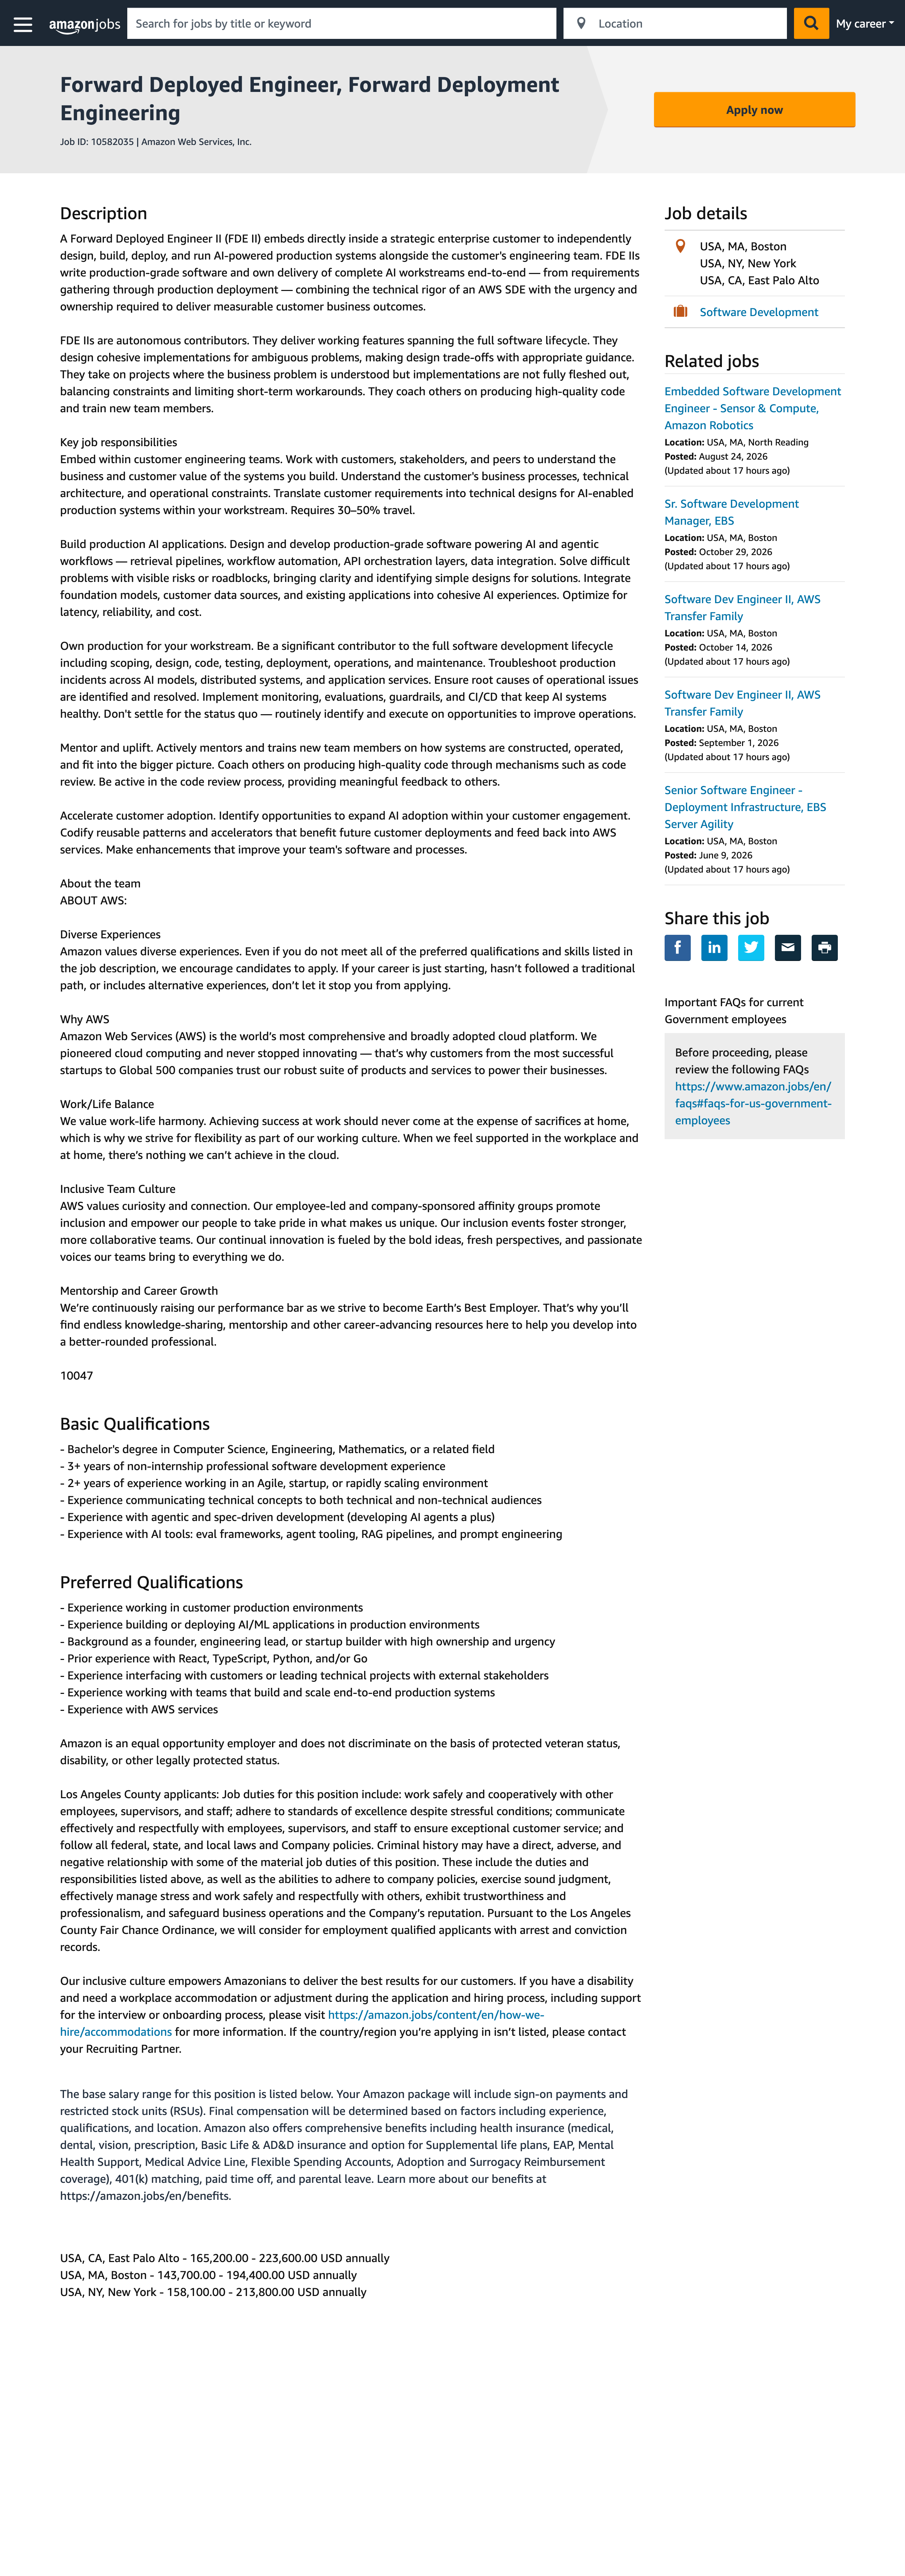 amazonjobs
Search for jobs by title or keyword
Location
My career
Forward Deployed Engineer, Forward Deployment
Engineering
Job ID: 10582035 | Amazon Web Services, Inc.
Apply now
Description
A Forward Deployed Engineer II (FDE II) embeds directly inside a strategic enterprise customer to independently
design, build, deploy, and run AI-powered production systems alongside the customer's engineering team. FDE IIs
write production-grade software and own delivery of complete AI workstreams end-to-end — from requirements
gathering through production deployment — combining the technical rigor of an AWS SDE with the urgency and
ownership required to deliver measurable customer business outcomes.
FDE IIs are autonomous contributors. They deliver working features spanning the full software lifecycle. They
design cohesive implementations for ambiguous problems, making design trade-offs with appropriate guidance.
They take on projects where the business problem is understood but implementations are not fully fleshed out,
balancing constraints and limiting short-term workarounds. They coach others on producing high-quality code
and train new team members.
Key job responsibilities
Embed within customer engineering teams. Work with customers, stakeholders, and peers to understand the
business and customer value of the systems you build. Understand the customer's business processes, technical
architecture, and operational constraints. Translate customer requirements into technical designs for AI-enabled
production systems within your workstream. Requires 30–50% travel.
Build production AI applications. Design and develop production-grade software powering AI and agentic
workflows — retrieval pipelines, workflow automation, API orchestration layers, data integration. Solve difficult
problems with visible risks or roadblocks, bringing clarity and identifying simple designs for solutions. Integrate
foundation models, customer data sources, and existing applications into cohesive AI experiences. Optimize for
latency, reliability, and cost.
Own production for your workstream. Be a significant contributor to the full software development lifecycle
including scoping, design, code, testing, deployment, operations, and maintenance. Troubleshoot production
incidents across AI models, distributed systems, and application services. Ensure root causes of operational issues
are identified and resolved. Implement monitoring, evaluations, guardrails, and CI/CD that keep AI systems
healthy. Don't settle for the status quo — routinely identify and execute on opportunities to improve operations.
Mentor and uplift. Actively mentors and trains new team members on how systems are constructed, operated,
and fit into the bigger picture. Coach others on producing high-quality code through mechanisms such as code
review. Be active in the code review process, providing meaningful feedback to others.
Accelerate customer adoption. Identify opportunities to expand AI adoption within your customer engagement.
Codify reusable patterns and accelerators that benefit future customer deployments and feed back into AWS
services. Make enhancements that improve your team's software and processes.
About the team
ABOUT AWS:
Diverse Experiences
Amazon values diverse experiences. Even if you do not meet all of the preferred qualifications and skills listed in
the job description, we encourage candidates to apply. If your career is just starting, hasn’t followed a traditional
path, or includes alternative experiences, don’t let it stop you from applying.
Why AWS
Amazon Web Services (AWS) is the world’s most comprehensive and broadly adopted cloud platform. We
pioneered cloud computing and never stopped innovating — that’s why customers from the most successful
startups to Global 500 companies trust our robust suite of products and services to power their businesses.
Work/Life Balance
We value work-life harmony. Achieving success at work should never come at the expense of sacrifices at home,
which is why we strive for flexibility as part of our working culture. When we feel supported in the workplace and
at home, there’s nothing we can’t achieve in the cloud.
Inclusive Team Culture
AWS values curiosity and connection. Our employee-led and company-sponsored affinity groups promote
inclusion and empower our people to take pride in what makes us unique. Our inclusion events foster stronger,
more collaborative teams. Our continual innovation is fueled by the bold ideas, fresh perspectives, and passionate
voices our teams bring to everything we do.
Mentorship and Career Growth
We’re continuously raising our performance bar as we strive to become Earth’s Best Employer. That’s why you’ll
find endless knowledge-sharing, mentorship and other career-advancing resources here to help you develop into
a better-rounded professional.
10047
Basic Qualifications
- Bachelor's degree in Computer Science, Engineering, Mathematics, or a related field
- 3+ years of non-internship professional software development experience
- 2+ years of experience working in an Agile, startup, or rapidly scaling environment
- Experience communicating technical concepts to both technical and non-technical audiences
- Experience with agentic and spec-driven development (developing AI agents a plus)
- Experience with AI tools: eval frameworks, agent tooling, RAG pipelines, and prompt engineering
Preferred Qualifications
- Experience working in customer production environments
- Experience building or deploying AI/ML applications in production environments
- Background as a founder, engineering lead, or startup builder with high ownership and urgency
- Prior experience with React, TypeScript, Python, and/or Go
- Experience interfacing with customers or leading technical projects with external stakeholders
- Experience working with teams that build and scale end-to-end production systems
- Experience with AWS services
Amazon is an equal opportunity employer and does not discriminate on the basis of protected veteran status,
disability, or other legally protected status.
Los Angeles County applicants: Job duties for this position include: work safely and cooperatively with other
employees, supervisors, and staff; adhere to standards of excellence despite stressful conditions; communicate
effectively and respectfully with employees, supervisors, and staff to ensure exceptional customer service; and
follow all federal, state, and local laws and Company policies. Criminal history may have a direct, adverse, and
negative relationship with some of the material job duties of this position. These include the duties and
responsibilities listed above, as well as the abilities to adhere to company policies, exercise sound judgment,
effectively manage stress and work safely and respectfully with others, exhibit trustworthiness and
professionalism, and safeguard business operations and the Company’s reputation. Pursuant to the Los Angeles
County Fair Chance Ordinance, we will consider for employment qualified applicants with arrest and conviction
records.
Our inclusive culture empowers Amazonians to deliver the best results for our customers. If you have a disability
and need a workplace accommodation or adjustment during the application and hiring process, including support
for the interview or onboarding process, please visit https://amazon.jobs/content/en/how-we-
hire/accommodations for more information. If the country/region you’re applying in isn’t listed, please contact
your Recruiting Partner.
The base salary range for this position is listed below. Your Amazon package will include sign-on payments and
restricted stock units (RSUs). Final compensation will be determined based on factors including experience,
qualifications, and location. Amazon also offers comprehensive benefits including health insurance (medical,
dental, vision, prescription, Basic Life & AD&D insurance and option for Supplemental life plans, EAP, Mental
Health Support, Medical Advice Line, Flexible Spending Accounts, Adoption and Surrogacy Reimbursement
coverage), 401(k) matching, paid time off, and parental leave. Learn more about our benefits at
https://amazon.jobs/en/benefits.
USA, CA, East Palo Alto - 165,200.00 - 223,600.00 USD annually
USA, MA, Boston - 143,700.00 - 194,400.00 USD annually
USA, NY, New York - 158,100.00 - 213,800.00 USD annually
Job details
USA, MA, Boston
USA, NY, New York
USA, CA, East Palo Alto
Software Development
Related jobs
Embedded Software Development
Engineer - Sensor & Compute,
Amazon Robotics
Location: USA, MA, North Reading
Posted: August 24, 2026
(Updated about 17 hours ago)
Sr. Software Development
Manager, EBS
Location: USA, MA, Boston
Posted: October 29, 2026
(Updated about 17 hours ago)
Software Dev Engineer II, AWS
Transfer Family
Location: USA, MA, Boston
Posted: October 14, 2026
(Updated about 17 hours ago)
Software Dev Engineer II, AWS
Transfer Family
Location: USA, MA, Boston
Posted: September 1, 2026
(Updated about 17 hours ago)
Senior Software Engineer -
Deployment Infrastructure, EBS
Server Agility
Location: USA, MA, Boston
Posted: June 9, 2026
(Updated about 17 hours ago)
Share this job
Important FAQs for current
Government employees
Before proceeding, please
review the following FAQs
https://www.amazon.jobs/en/
faqs#faqs-for-us-government-
employees